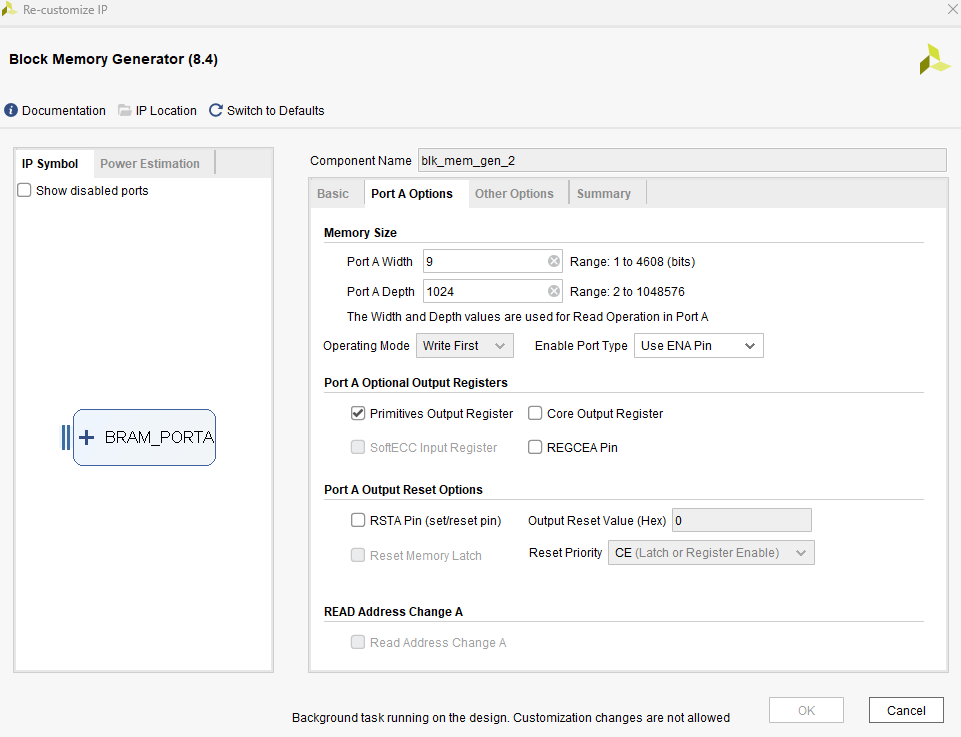 Re-customize IP
Block Memory Generator (8.4)
Documentation IP Location Switch to Defaults
IP Symbol Power Estimation
Show disabled ports
BRAM_PORTA
Component Name blk_mem_gen_2
Basic Port A Options Other Options Summary
Memory Size
Port A Width 9 Range: 1 to 4608 (bits)
Port A Depth 1024 Range: 2 to 1048576
The Width and Depth values are used for Read Operation in Port A
Operating Mode Write First Enable Port Type Use ENA Pin
Port A Optional Output Registers
Primitives Output Register Core Output Register
SoftECC Input Register REGCEA Pin
Port A Output Reset Options
RSTA Pin (set/reset pin) Output Reset Value (Hex) 0
Reset Memory Latch Reset Priority CE (Latch or Register Enable)
READ Address Change A
Read Address Change A
Background task running on the design. Customization changes are not allowed
OK Cancel